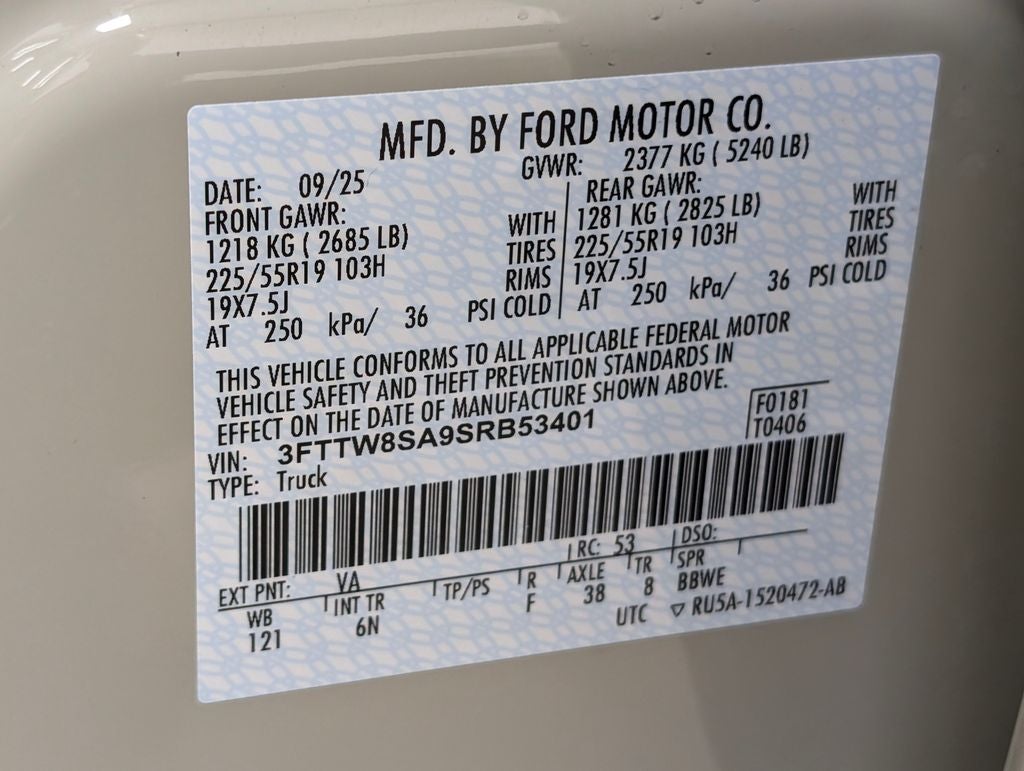 MFD. BY FORD MOTOR CO.
DATE: 09/25 GVWR: 2377 KG ( 5240 LB)
FRONT GAWR: REAR GAWR:
1218 KG ( 2685 LB) WITH 1281 KG ( 2825 LB) WITH
225/55R19 103H TIRES 225/55R19 103H TIRES
19X7.5J RIMS 19X7.5J RIMS
AT 250 kPa/ 36 PSI COLD AT 250 kPa/ 36 PSI COLD
THIS VEHICLE CONFORMS TO ALL APPLICABLE FEDERAL MOTOR
VEHICLE SAFETY AND THEFT PREVENTION STANDARDS IN
EFFECT ON THE DATE OF MANUFACTURE SHOWN ABOVE.
VIN: 3FTTW8SA9SRB53401 F0181
TYPE: Truck T0406
EXT PNT: VA RC: 53 DSO:
WB INT TR TP/PS R AXLE TR SPR
121 6N F 38 8 BBWE
UTC ▽ RU5A-1520472-AB